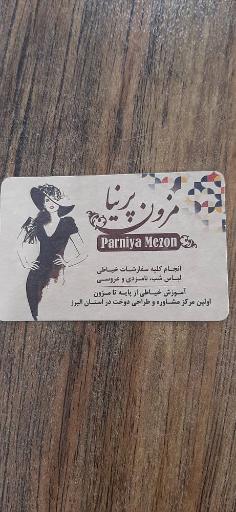 مزون پرنیا
Parniya Mezon
انجام کلیه سفارشات خیاطی
لباس شب، نامزدی و عروسی
آموزش خیاطی از پایه تا مزون
اولین مرکز مشاوره و طراحی دوخت در استان البرز